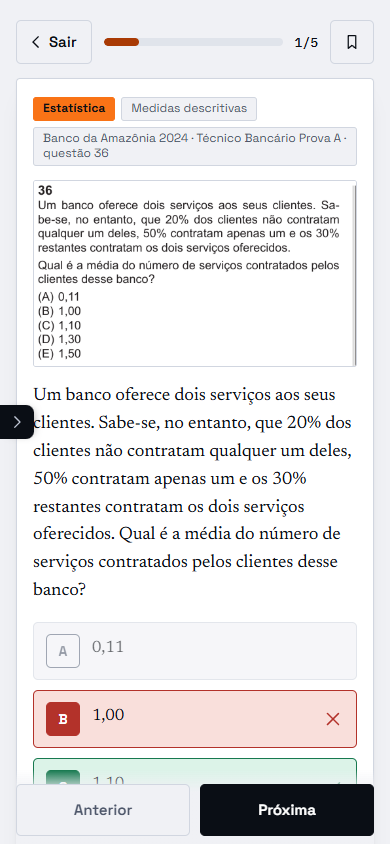 Sair
1/5
Estatística
Medidas descritivas
Banco da Amazônia 2024 · Técnico Bancário Prova A ·
questão 36
36
Um banco oferece dois serviços aos seus clientes. Sa-
be-se, no entanto, que 20% dos clientes não contratam
qualquer um deles, 50% contratam apenas um e os 30%
restantes contratam os dois serviços oferecidos.
Qual é a média do número de serviços contratados pelos
clientes desse banco?
(A) 0,11
(B) 1,00
(C) 1,10
(D) 1,30
(E) 1,50
Um banco oferece dois serviços aos seus
clientes. Sabe-se, no entanto, que 20% dos
clientes não contratam qualquer um deles,
50% contratam apenas um e os 30%
restantes contratam os dois serviços
oferecidos. Qual é a média do número de
serviços contratados pelos clientes desse
banco?
A 0,11
B 1,00
1,10
Anterior
Próxima